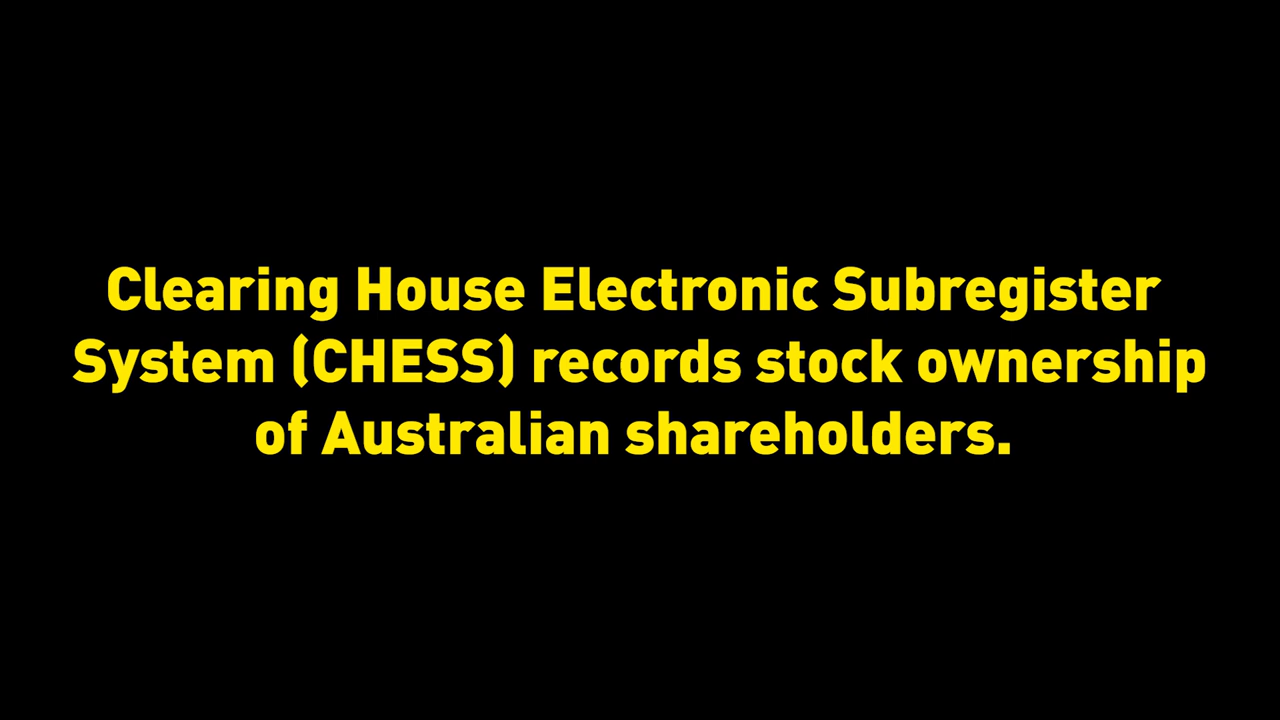 Clearing House Electronic Subregister
System (CHESS) records stock ownership
of Australian shareholders.